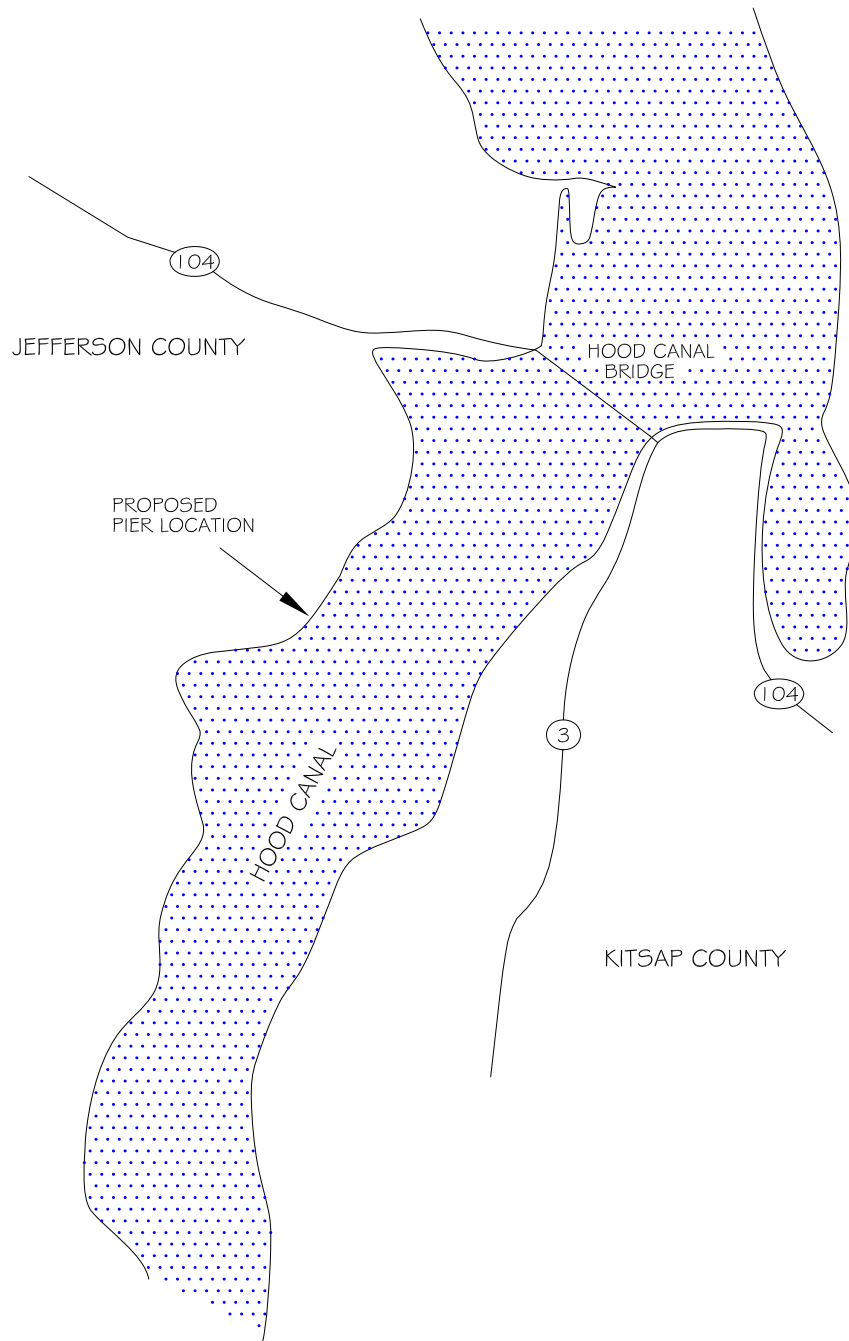 104
JEFFERSON COUNTY
HOOD CANAL
BRIDGE
PROPOSED
PIER LOCATION
104
3
HOOD CANAL
KITSAP COUNTY